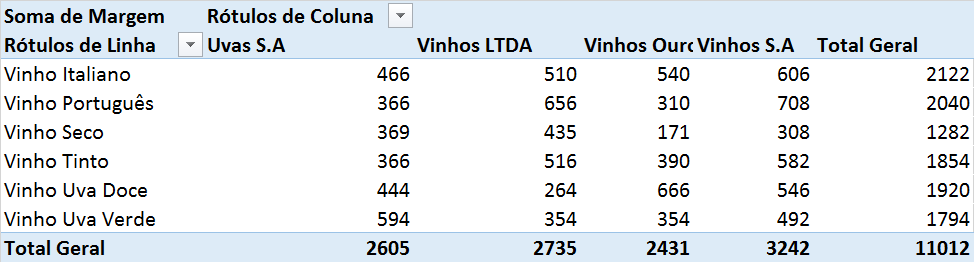 Soma de Margem Rótulos de Coluna
Rótulos de Linha Uvas S.A Vinhos LTDA Vinhos Ouro Vinhos S.A Total Geral
Vinho Italiano 466 510 540 606 2122
Vinho Português 366 656 310 708 2040
Vinho Seco 369 435 171 308 1282
Vinho Tinto 366 516 390 582 1854
Vinho Uva Doce 444 264 666 546 1920
Vinho Uva Verde 594 354 354 492 1794
Total Geral 2605 2735 2431 3242 11012